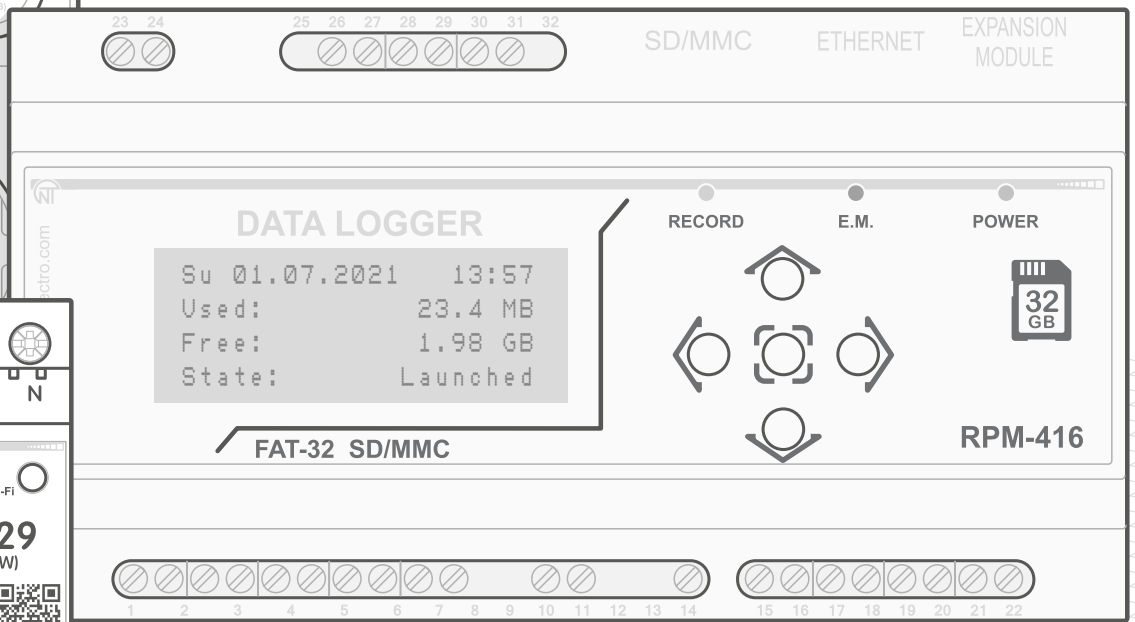 23 24 25 26 27 28 29 30 31 32
SD/MMC ETHERNET EXPANSION
MODULE
NT
DATA LOGGER
RECORD E.M. POWER
Su 01.07.2021 13:57
Used: 23.4 MB
Free: 1.98 GB
State: Launched
32
GB
N
FAT-32 SD/MMC
RPM-416
-Fi
29
W)
1 2 3 4 5 6 7 8 9 10 11 12 13 14 15 16 17 18 19 20 21 22